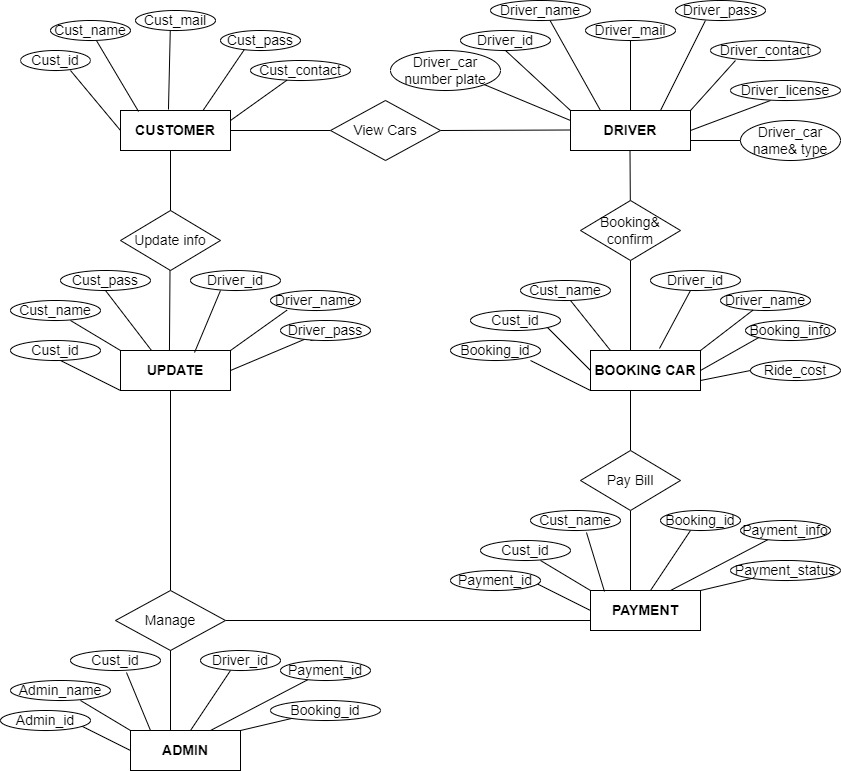 Cust_name
Cust_mail
Cust_id
Cust_pass
Cust_contact
CUSTOMER
View Cars
Driver_name
Driver_pass
Driver_id
Driver_mail
Driver_contact
Driver_car
number plate
Driver_license
DRIVER
Driver_car
name& type
Update info
Booking&
confirm
Cust_pass
Driver_id
Cust_name
Driver_name
Cust_id
Driver_pass
UPDATE
Cust_name
Driver_id
Cust_id
Driver_name
Booking_id
Booking_info
BOOKING CAR
Ride_cost
Pay Bill
Cust_name
Booking_id
Cust_id
Payment_info
Payment_id
Payment_status
PAYMENT
Manage
Cust_id
Driver_id
Admin_name
Payment_id
Admin_id
Booking_id
ADMIN